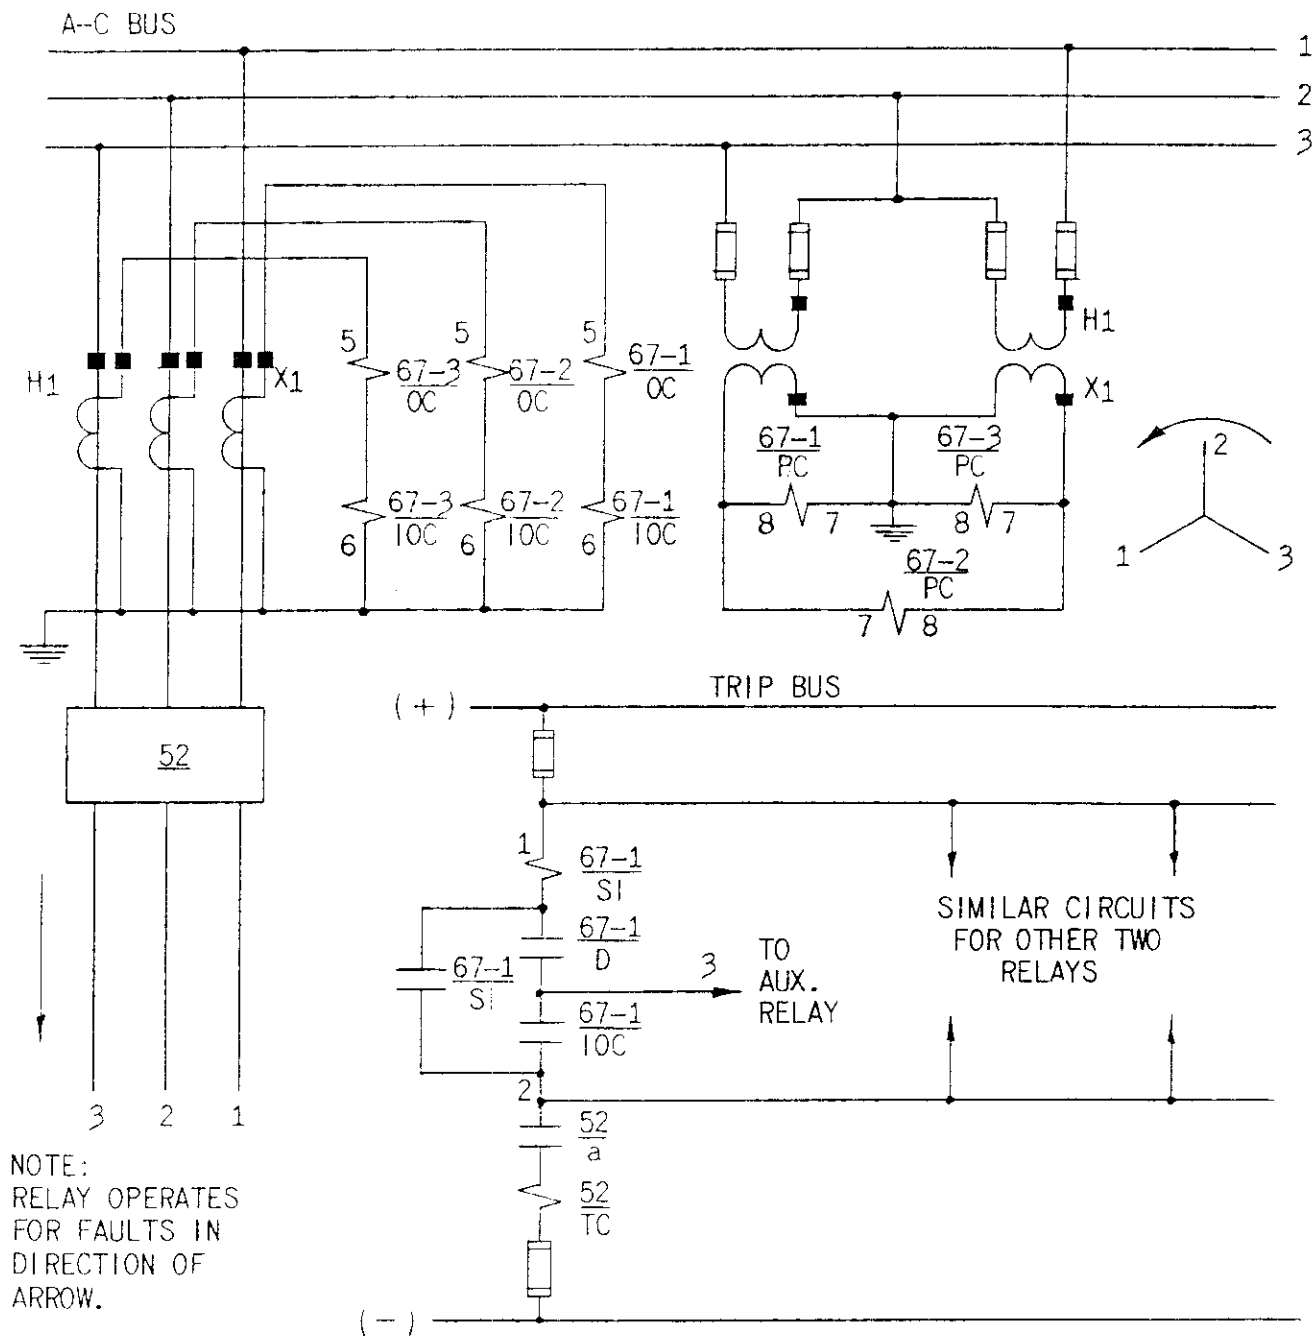 A-C BUS
1
2
3
5
5
5
67-3
OC
67-2
OC
67-1
OC
H1
X1
67-3
IOC
67-2
IOC
67-1
IOC
6
6
6
H1
X1
67-1
PC
67-3
PC
8
7
8
7
67-2
PC
7
8
2
1
3
52
3
2
1
NOTE:
RELAY OPERATES
FOR FAULTS IN
DIRECTION OF
ARROW.
TRIP BUS
(+)
1
67-1
SI
67-1
D
67-1
SI
3
TO
AUX.
RELAY
67-1
IOC
2
52
a
52
TC
(-)
SIMILAR CIRCUITS
FOR OTHER TWO
RELAYS